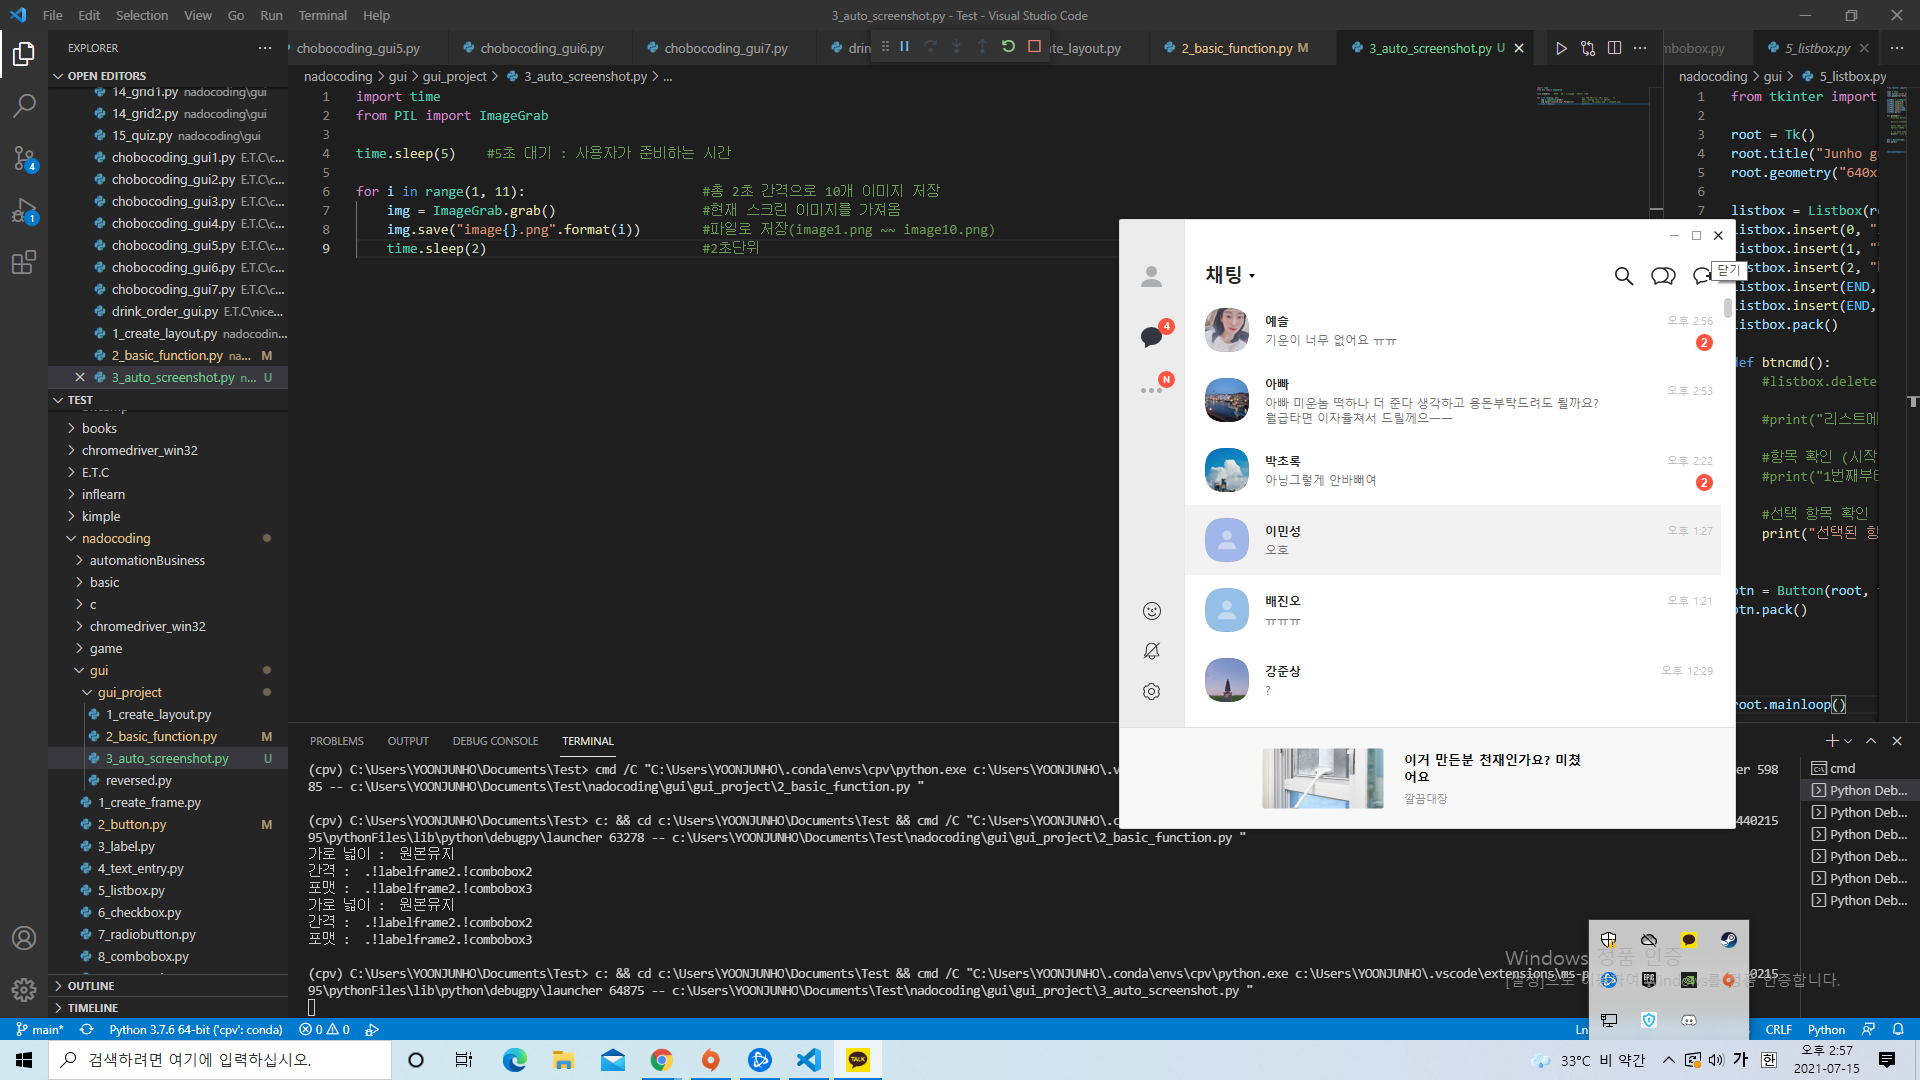 File Edit Selection View Go Run Terminal Help
3_auto_screenshot.py - Test - Visual Studio Code
EXPLORER
OPEN EDITORS
14_grid1.py nadocoding\gui
14_grid2.py nadocoding\gui
15_quiz.py nadocoding\gui
chobocoding_gui1.py E.T.C\c...
chobocoding_gui2.py E.T.C\c...
chobocoding_gui3.py E.T.C\c...
chobocoding_gui4.py E.T.C\c...
chobocoding_gui5.py E.T.C\c...
chobocoding_gui6.py E.T.C\c...
chobocoding_gui7.py E.T.C\c...
drink_order_gui.py E.T.C\nice...
1_create_layout.py nadocodin...
2_basic_function.py na... M
3_auto_screenshot.py n... U
TEST
books
chromedriver_win32
E.T.C
inflearn
kimple
nadocoding
automationBusiness
basic
c
chromedriver_win32
game
gui
gui_project
1_create_layout.py
2_basic_function.py M
3_auto_screenshot.py U
reversed.py
1_create_frame.py
2_button.py M
3_label.py
4_text_entry.py
5_listbox.py
6_checkbox.py
7_radiobutton.py
8_combobox.py
OUTLINE
TIMELINE
4
1
chobocoding_gui5.py chobocoding_gui6.py chobocoding_gui7.py te_layout.py 2_basic_function.py M 3_auto_screenshot.py U
nadocoding > gui > gui_project > 3_auto_screenshot.py > ...
1 import time
2 from PIL import ImageGrab
3
4 time.sleep(5) #5초 대기 : 사용자가 준비하는 시간
5
6 for i in range(1, 11): #총 2초 간격으로 10개 이미지 저장
7 img = ImageGrab.grab() #현재 스크린 이미지를 가져옴
8 img.save("image{}.png".format(i)) #파일로 저장(image1.png ~~ image10.png)
9 time.sleep(2) #2초단위
mbobox.py 5_listbox.py
nadocoding > gui > 5_listbox.py
1 from tkinter import
2
3 root = Tk()
4 root.title("Junho g
5 root.geometry("640x
6
7 listbox = Listbox(r
listbox.insert(0, "
listbox.insert(1, "
listbox.insert(2, "
listbox.insert(END,
listbox.insert(END,
listbox.pack()
def btncmd():
#listbox.delete
#print("리스트에
#항목 확인 (시작
#print("1번째부터
#선택 항목 확인
print("선택된 항
btn = Button(root,
btn.pack()
root.mainloop()
채팅
닫기
4
N
예슬 오후 2:56
기운이 너무 없어요 ㅠㅠ 2
아빠 오후 2:53
아빠 미운놈 떡하나 더 준다 생각하고 용돈부탁드려도 될까요?
월급타면 이자율쳐서 드릴께으ㅡㅡ
박초록 오후 2:22
아닝그렇게 안바뻐여 2
이민성 오후 1:27
오호
배진오 오후 1:21
ㅠㅠㅠ
강준상 오후 12:29
?
이거 만든분 천재인가요? 미쳤
어요
깔끔대장
PROBLEMS OUTPUT DEBUG CONSOLE TERMINAL
(cpv) C:\Users\YOONJUNHO\Documents\Test> cmd /C "C:\Users\YOONJUNHO\.conda\envs\cpv\python.exe c:\Users\YOONJUNHO\.v er 598
85 -- c:\Users\YOONJUNHO\Documents\Test\nadocoding\gui\gui_project\2_basic_function.py "
(cpv) C:\Users\YOONJUNHO\Documents\Test> c: && cd c:\Users\YOONJUNHO\Documents\Test && cmd /C "C:\Users\YOONJUNHO\.c 440215
95\pythonFiles\lib\python\debugpy\launcher 63278 -- c:\Users\YOONJUNHO\Documents\Test\nadocoding\gui\gui_project\2_basic_function.py "
가로 넓이 : 원본유지
간격 : .!labelframe2.!combobox2
포맷 : .!labelframe2.!combobox3
가로 넓이 : 원본유지
간격 : .!labelframe2.!combobox2
포맷 : .!labelframe2.!combobox3
(cpv) C:\Users\YOONJUNHO\Documents\Test> c: && cd c:\Users\YOONJUNHO\Documents\Test && cmd /C "C:\Users\YOONJUNHO\.conda\envs\cpv\python.exe c:\Users\YOONJUNHO\.vscode\extensions\ms-p 40215
95\pythonFiles\lib\python\debugpy\launcher 64875 -- c:\Users\YOONJUNHO\Documents\Test\nadocoding\gui\gui_project\3_auto_screenshot.py "
cmd
Python Deb...
Python Deb...
Python Deb...
Python Deb...
Python Deb...
Python Deb...
Windows 정품 인증
main* Python 3.7.6 64-bit ('cpv': conda) 0 0 Ln CRLF Python
검색하려면 여기에 입력하십시오.
TALK
33°C 비 약간 가 한 오후 2:57
2021-07-15